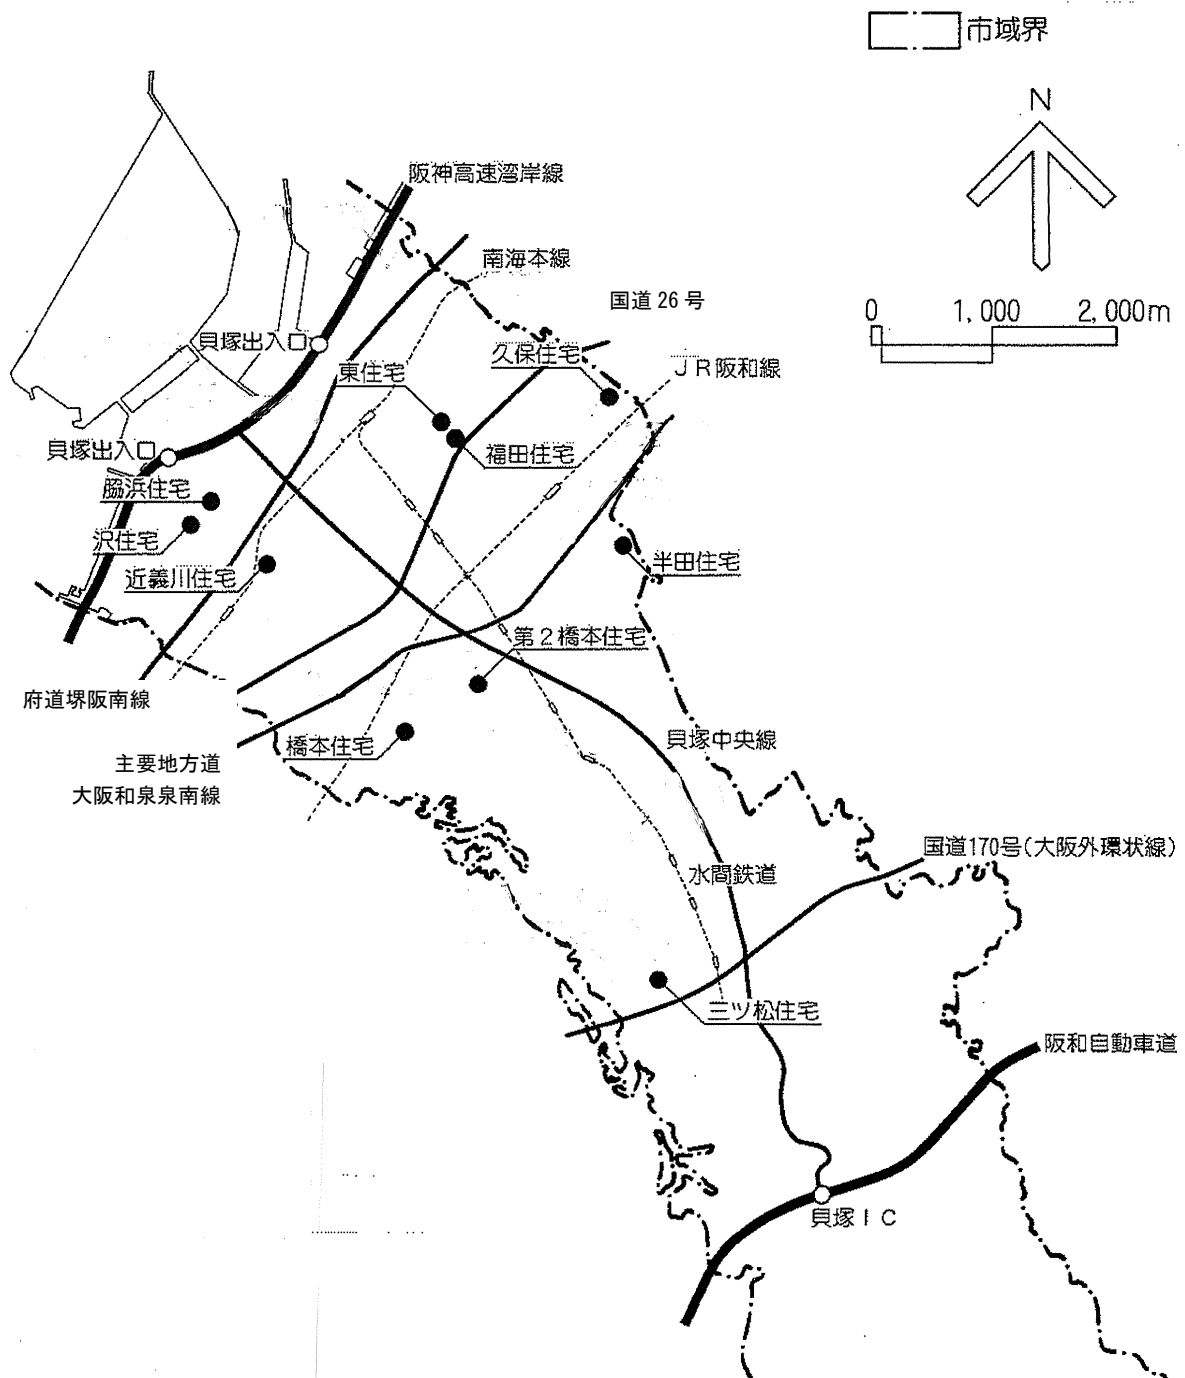 市域界
N
阪神高速湾岸線
南海本線
国道26号
0 1,000 2,000m
貝塚出入口
久保住宅
JR阪和線
東住宅
貝塚出入口
福田住宅
脇浜住宅
沢住宅
半田住宅
近義川住宅
第2橋本住宅
府道堺阪南線
橋本住宅
貝塚中央線
主要地方道
大阪和泉泉南線
国道170号(大阪外環状線)
水間鉄道
三ツ松住宅
阪和自動車道
貝塚IC